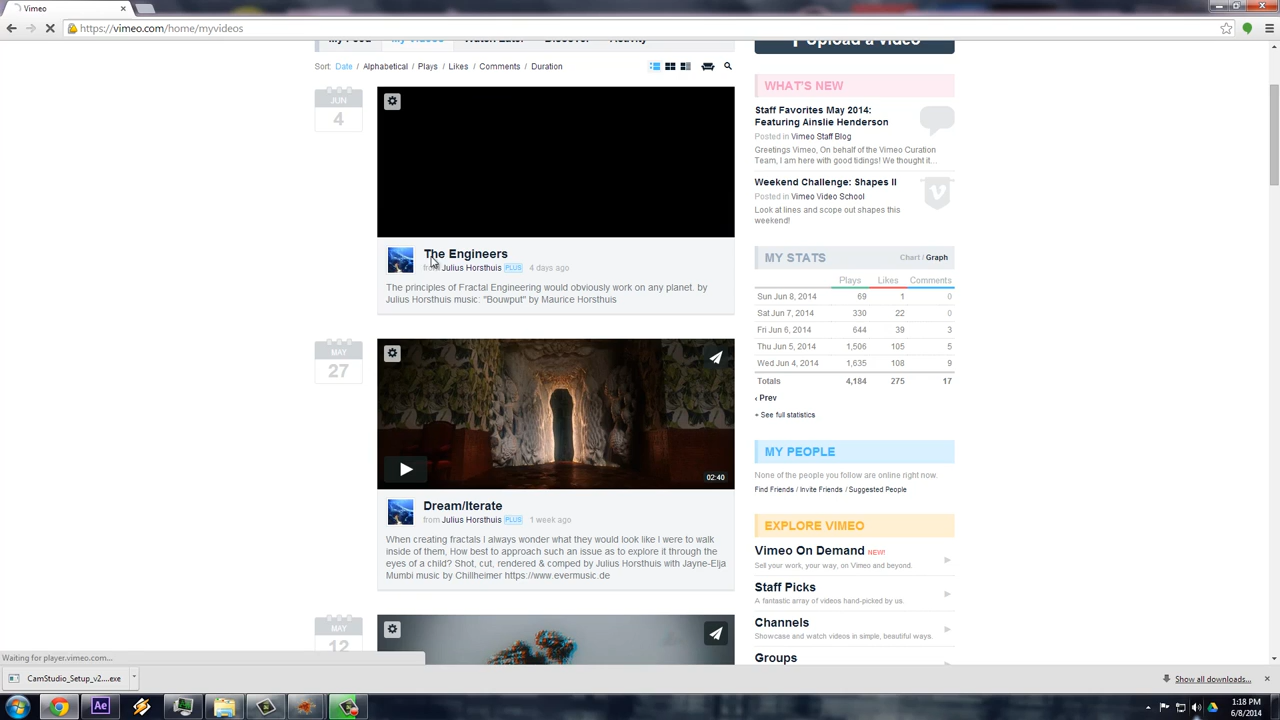 Vimeo
https://vimeo.com/home/myvideos
My Feed My Videos Watch Later Discover Activity
Upload a video
Sort: Date / Alphabetical / Plays / Likes / Comments / Duration
JUN
4
The Engineers
from Julius Horsthuis PLUS 4 days ago
The principles of Fractal Engineering would obviously work on any planet. by
Julius Horsthuis music: "Bouwput" by Maurice Horsthuis
MAY
27
02:40
Dream/Iterate
from Julius Horsthuis PLUS 1 week ago
When creating fractals I always wonder what they would look like I were to walk
inside of them, How best to approach such an issue as to explore it through the
eyes of a child? Shot, cut, rendered & comped by Julius Horsthuis with Jayne-Elja
Mumbi music by Chillheimer https://www.evermusic.de
MAY
12
WHAT'S NEW
Staff Favorites May 2014:
Featuring Ainslie Henderson
Posted in Vimeo Staff Blog
Greetings Vimeo, On behalf of the Vimeo Curation
Team, I am here with good tidings! We thought it...
Weekend Challenge: Shapes II
Posted in Vimeo Video School
Look at lines and scope out shapes this
weekend!
MY STATS Chart / Graph
Plays Likes Comments
Sun Jun 8, 2014 69 1 0
Sat Jun 7, 2014 330 22 0
Fri Jun 6, 2014 644 39 3
Thu Jun 5, 2014 1,506 105 5
Wed Jun 4, 2014 1,635 108 9
Totals 4,184 275 17
‹ Prev
+ See full statistics
MY PEOPLE
None of the people you follow are online right now.
Find Friends / Invite Friends / Suggested People
EXPLORE VIMEO
Vimeo On Demand NEW!
Sell your work, your way, on Vimeo and beyond.
Staff Picks
A fantastic array of videos hand-picked by us.
Channels
Showcase and watch videos in simple, beautiful ways.
Groups
Waiting for player.vimeo.com...
CamStudio_Setup_v2....exe
Show all downloads...
Ae
1:18 PM
6/8/2014